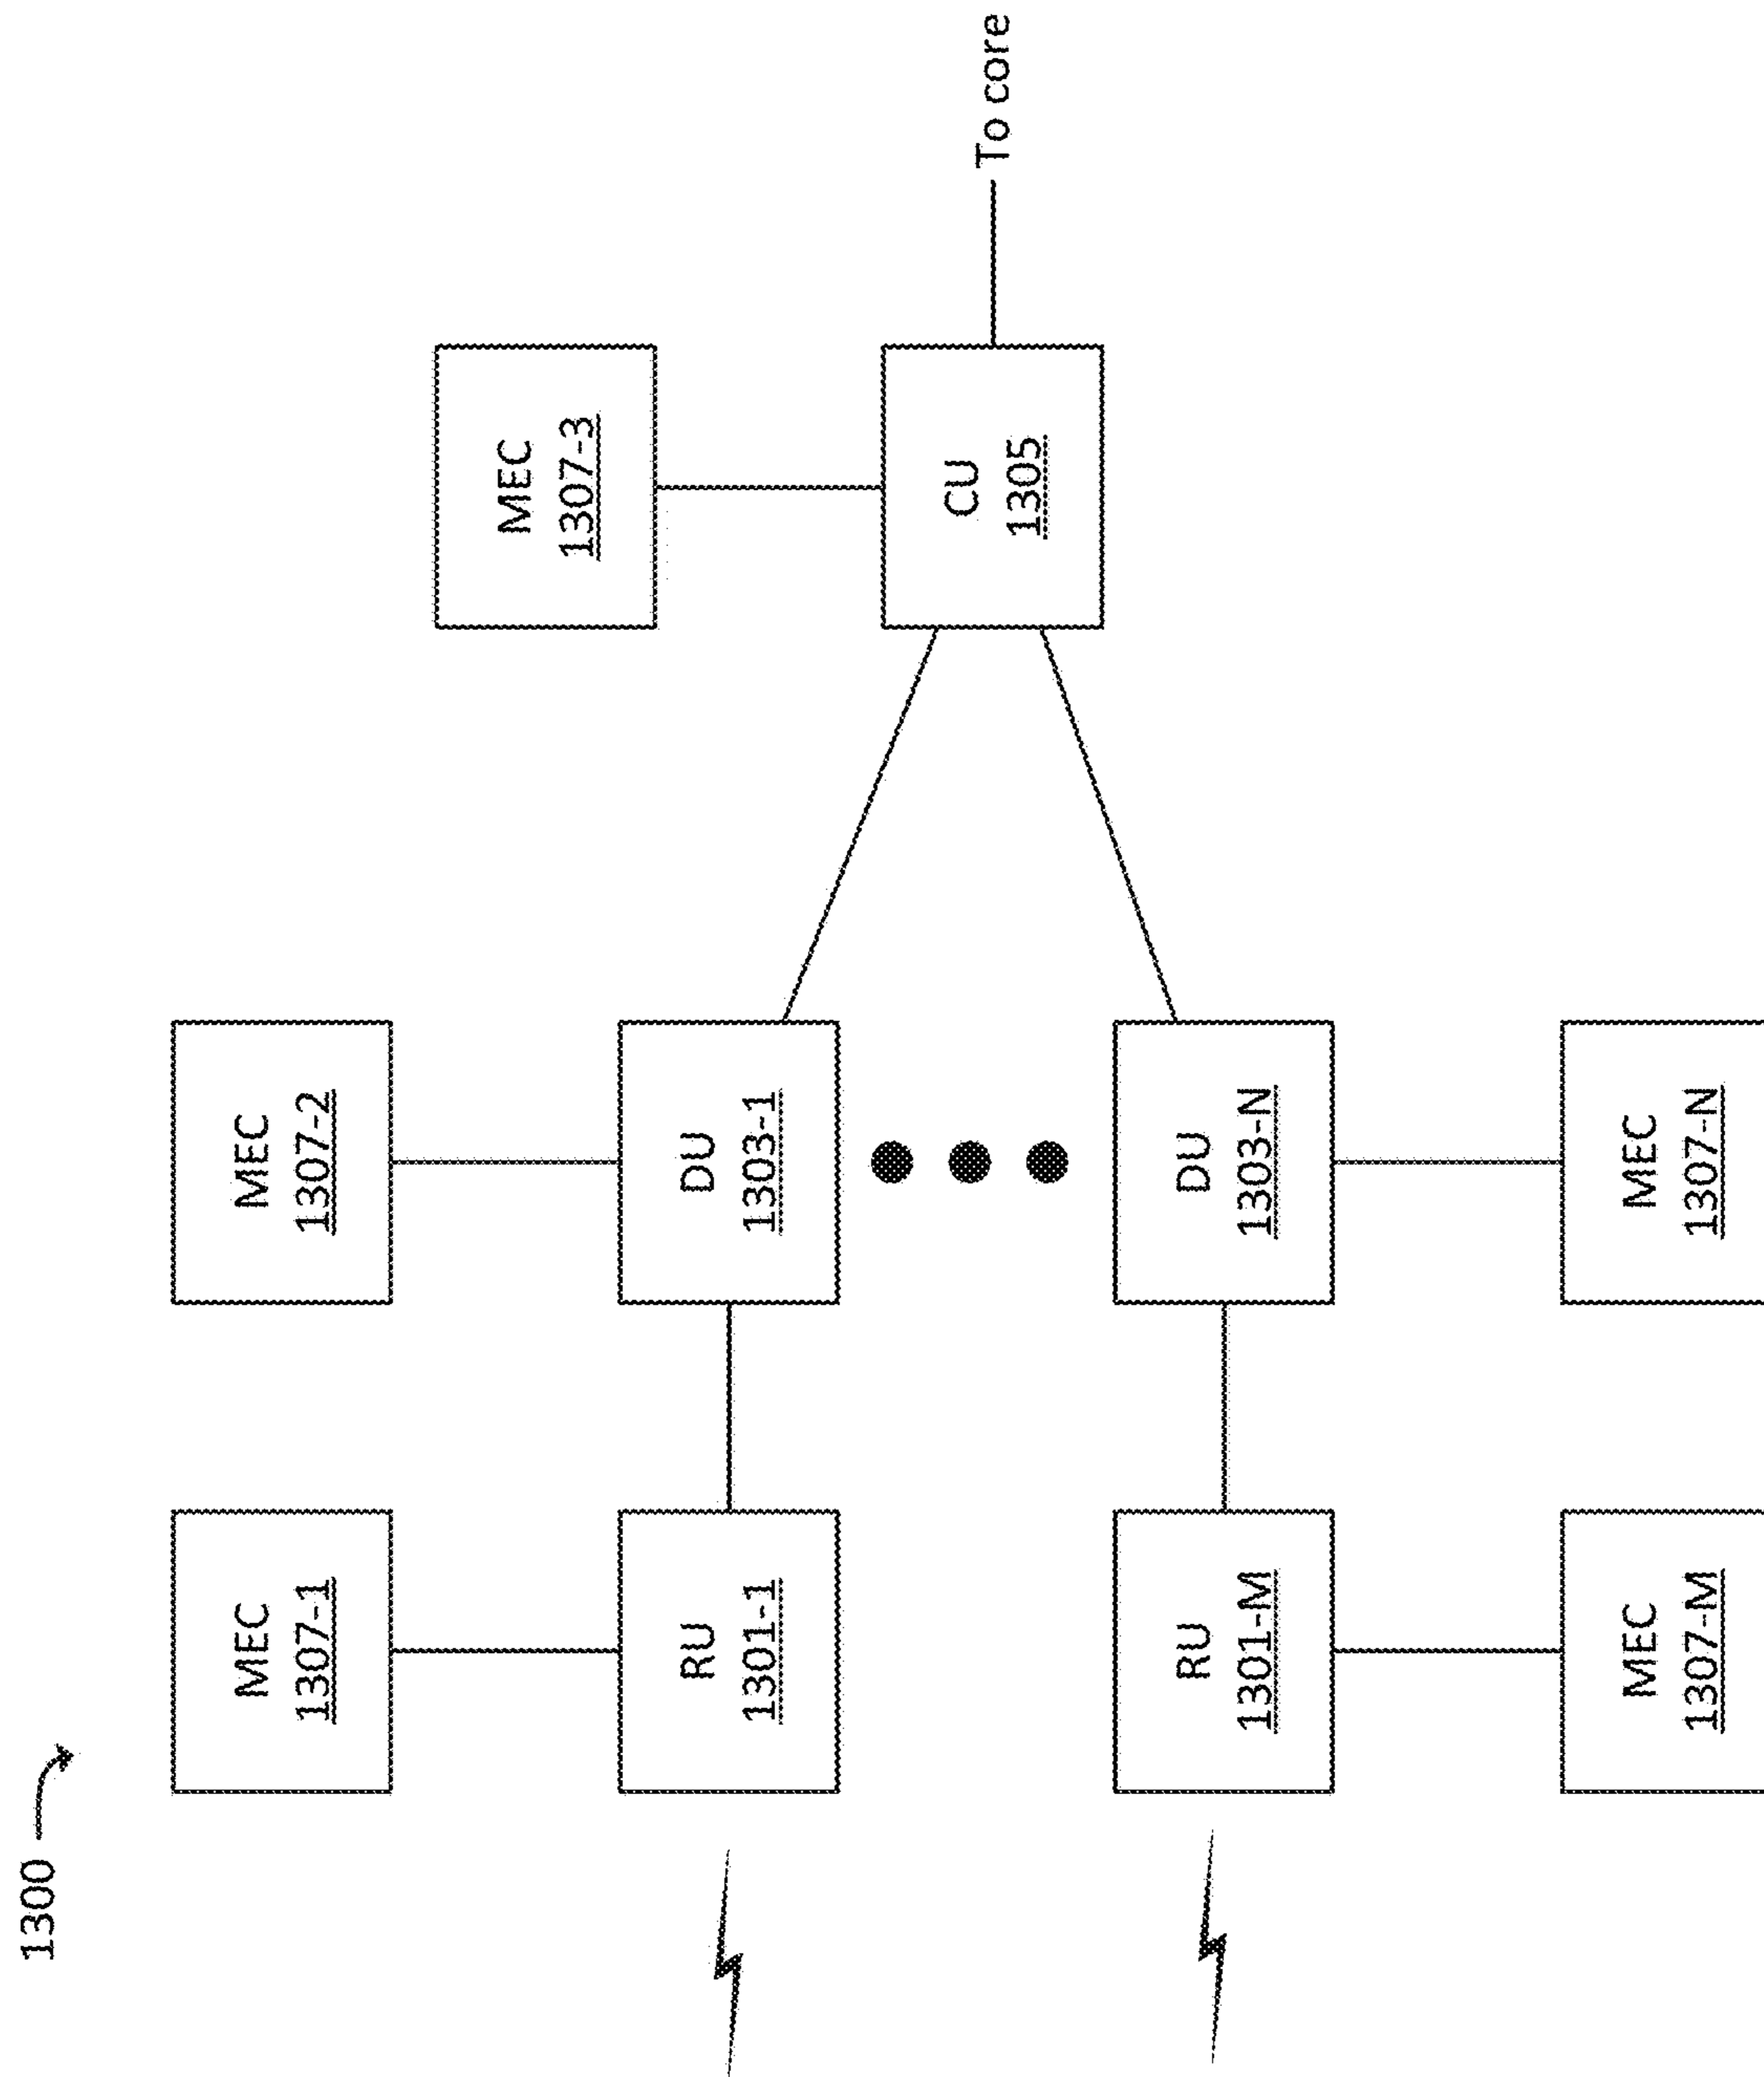 1300
MEC
1307-1
MEC
1307-2
MEC
1307-3
RU
1301-1
DU
1303-1
CU
1305
To core
RU
1301-M
DU
1303-N
MEC
1307-M
MEC
1307-N